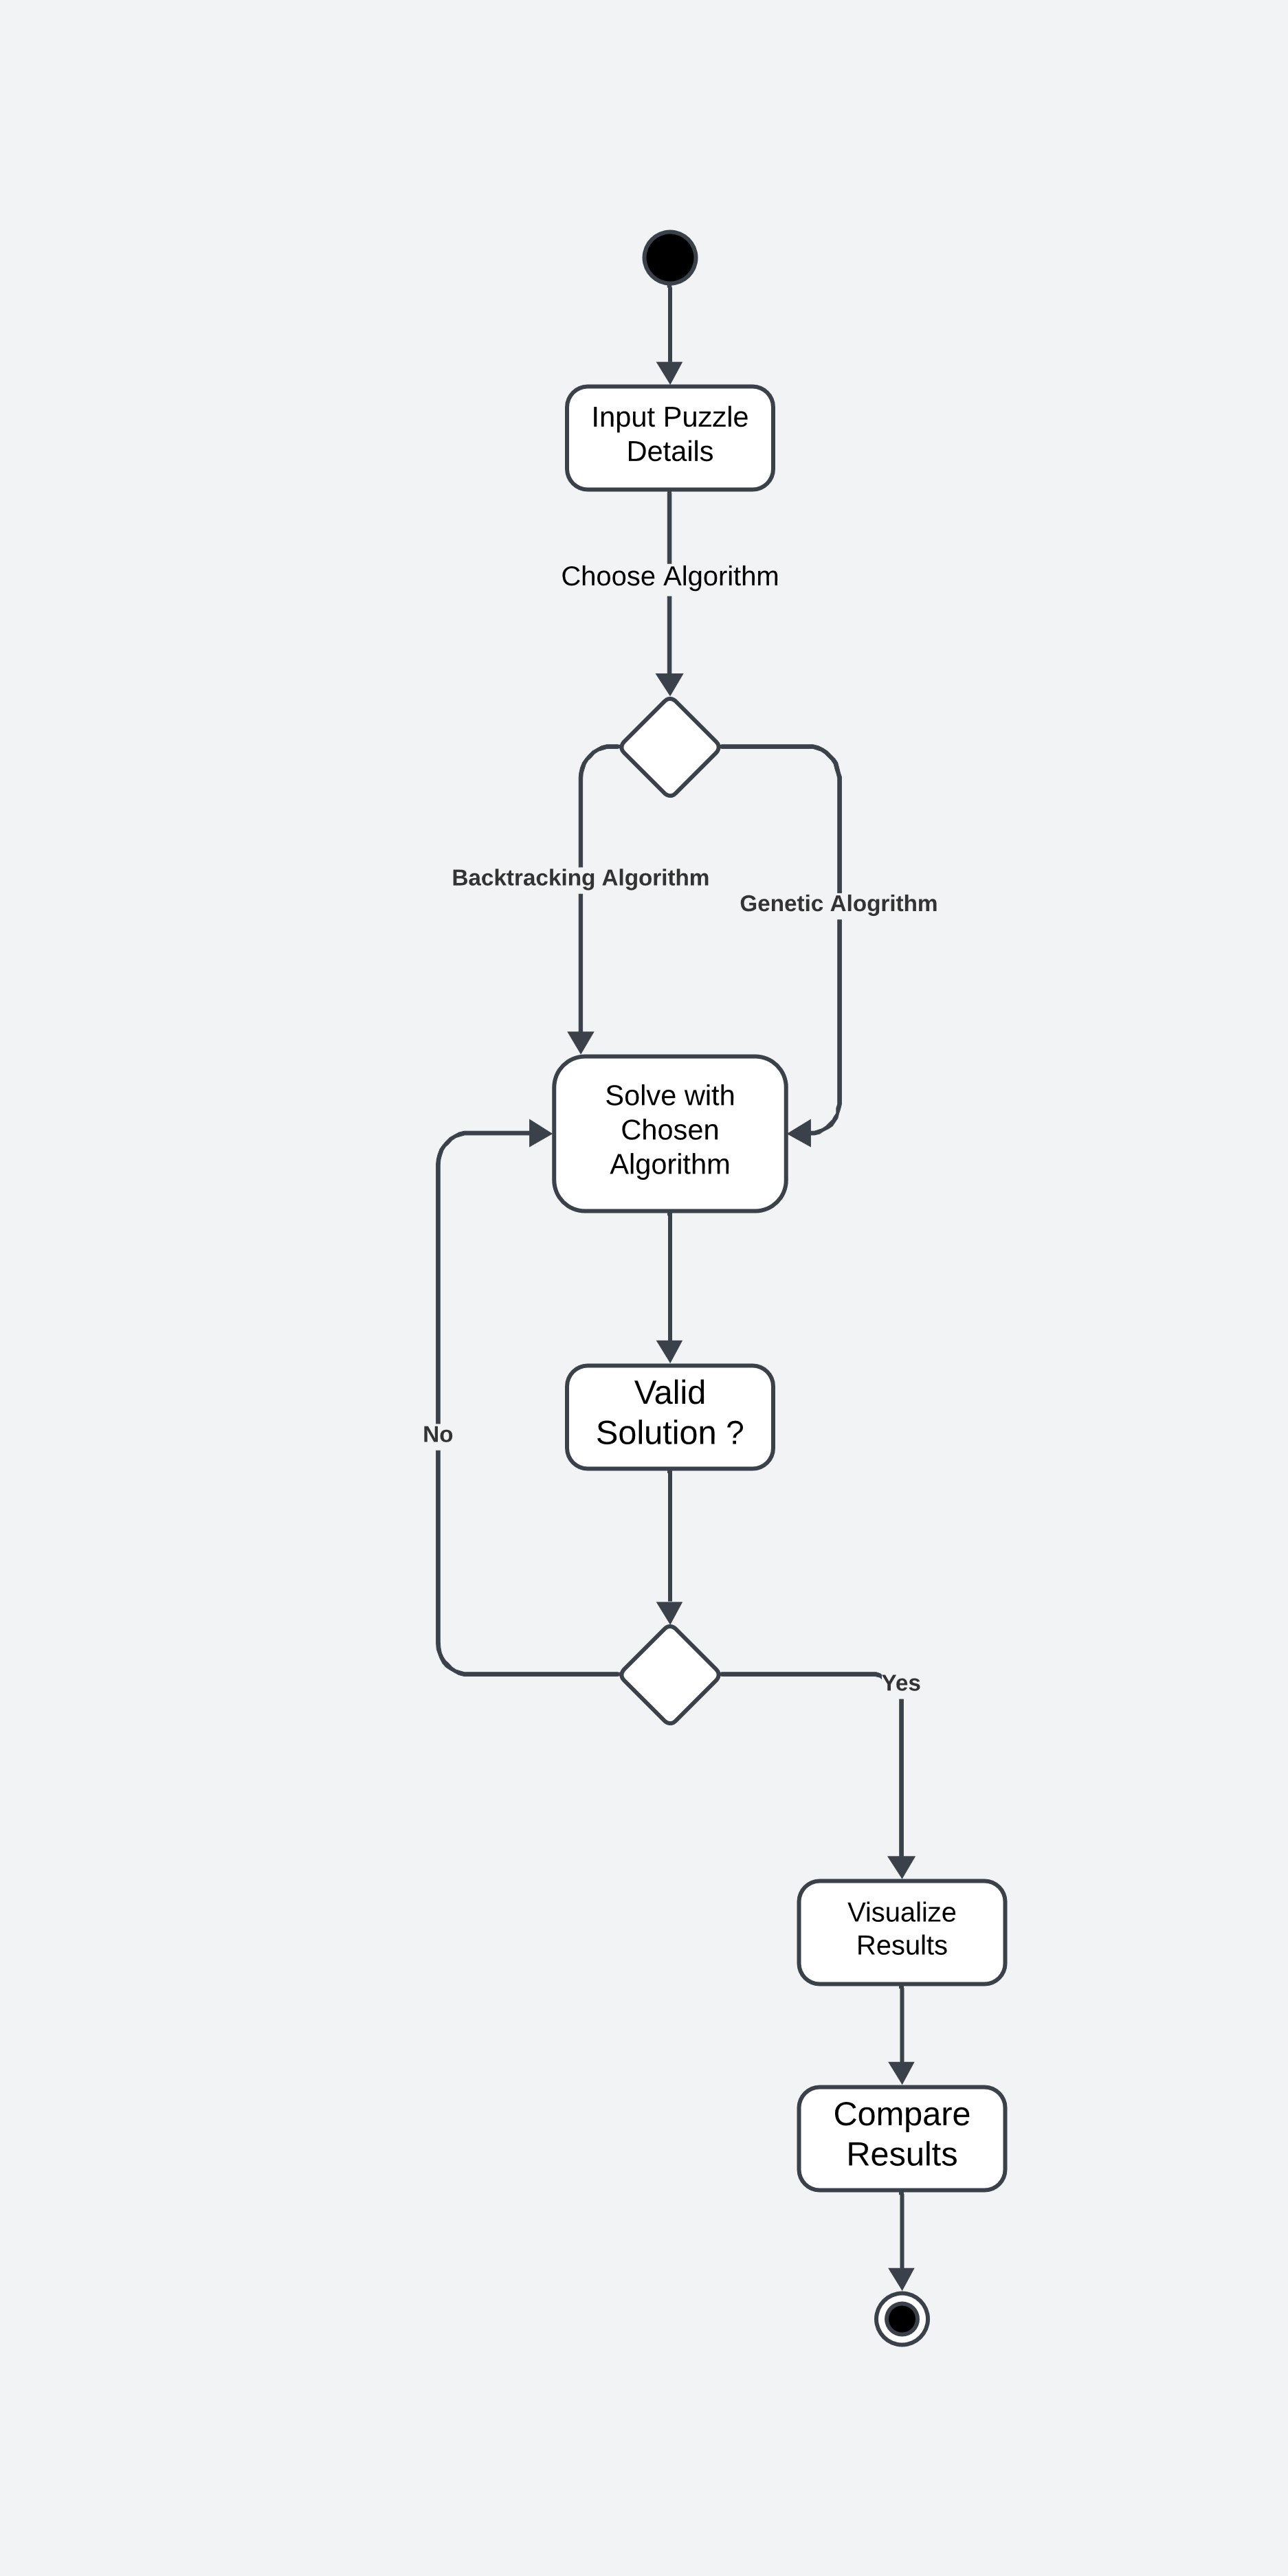 Input Puzzle
Details
Choose Algorithm
Backtracking Algorithm
Genetic Alogrithm
Solve with
Chosen
Algorithm
Valid
Solution ?
No
Yes
Visualize
Results
Compare
Results